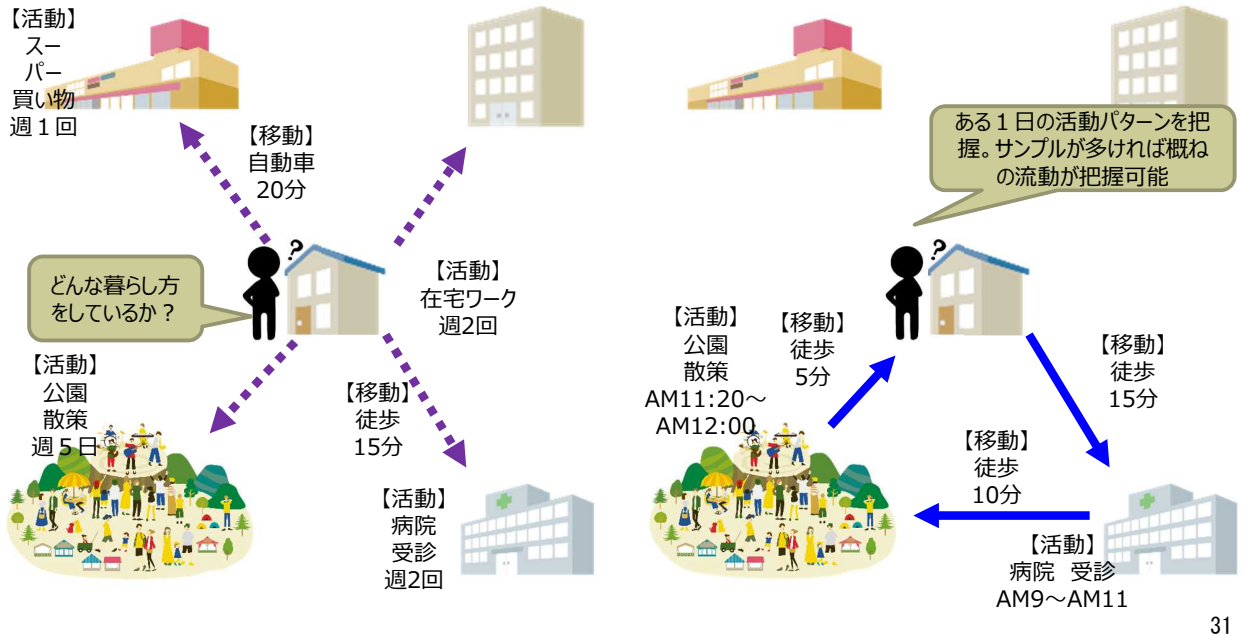 【活動】
スー
パー
買い物
週１回
【移動】
自動車
20分
?
どんな暮らし方
をしているか？
【活動】
在宅ワーク
週2回
【活動】
公園
散策
週５日
【移動】
徒歩
15分
【活動】
病院
受診
週2回
ある１日の活動パターンを把
握。サンプルが多ければ概ね
の流動が把握可能
?
【活動】
公園
散策
AM11:20～
AM12:00
【移動】
徒歩
5分
【移動】
徒歩
15分
【移動】
徒歩
10分
【活動】
病院　受診
AM9～AM11
31